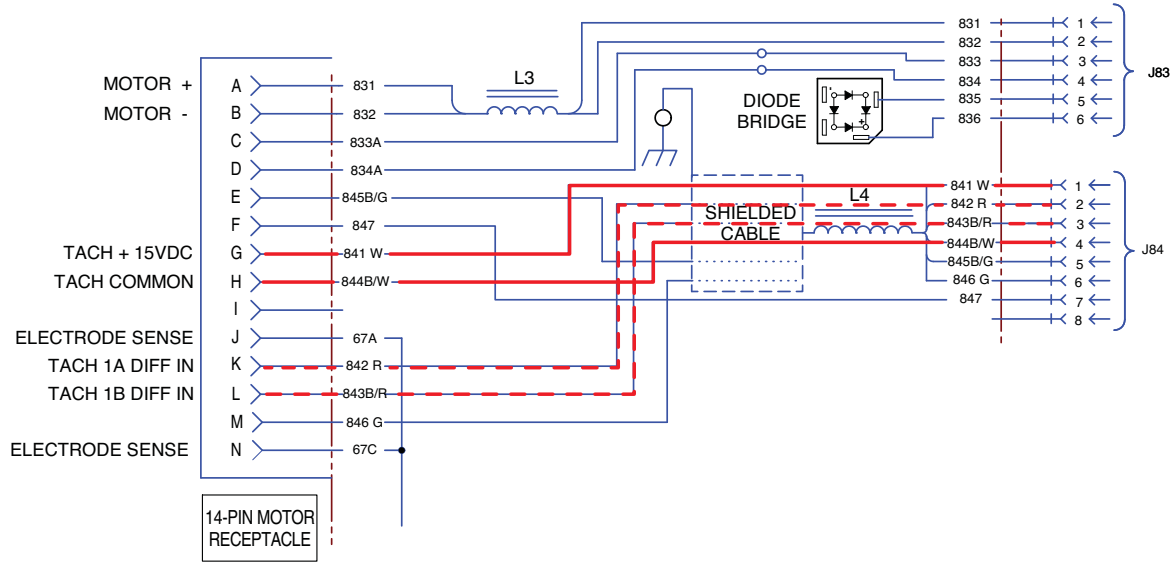 MOTOR +
MOTOR -
TACH + 15VDC
TACH COMMON
ELECTRODE SENSE
TACH 1A DIFF IN
TACH 1B DIFF IN
ELECTRODE SENSE
A
B
C
D
E
F
G
H
I
J
K
L
M
N
831
832
833A
834A
845B/G
847
841 W
844B/W
67A
842 R
843B/R
846 G
67C
14-PIN MOTOR
RECEPTACLE
L3
DIODE
BRIDGE
-
+
SHIELDED
CABLE
L4
831
832
833
834
835
836
1
2
3
4
5
6
J83
841 W
842 R
843B/R
844B/W
845B/G
846 G
847
1
2
3
4
5
6
7
8
J84